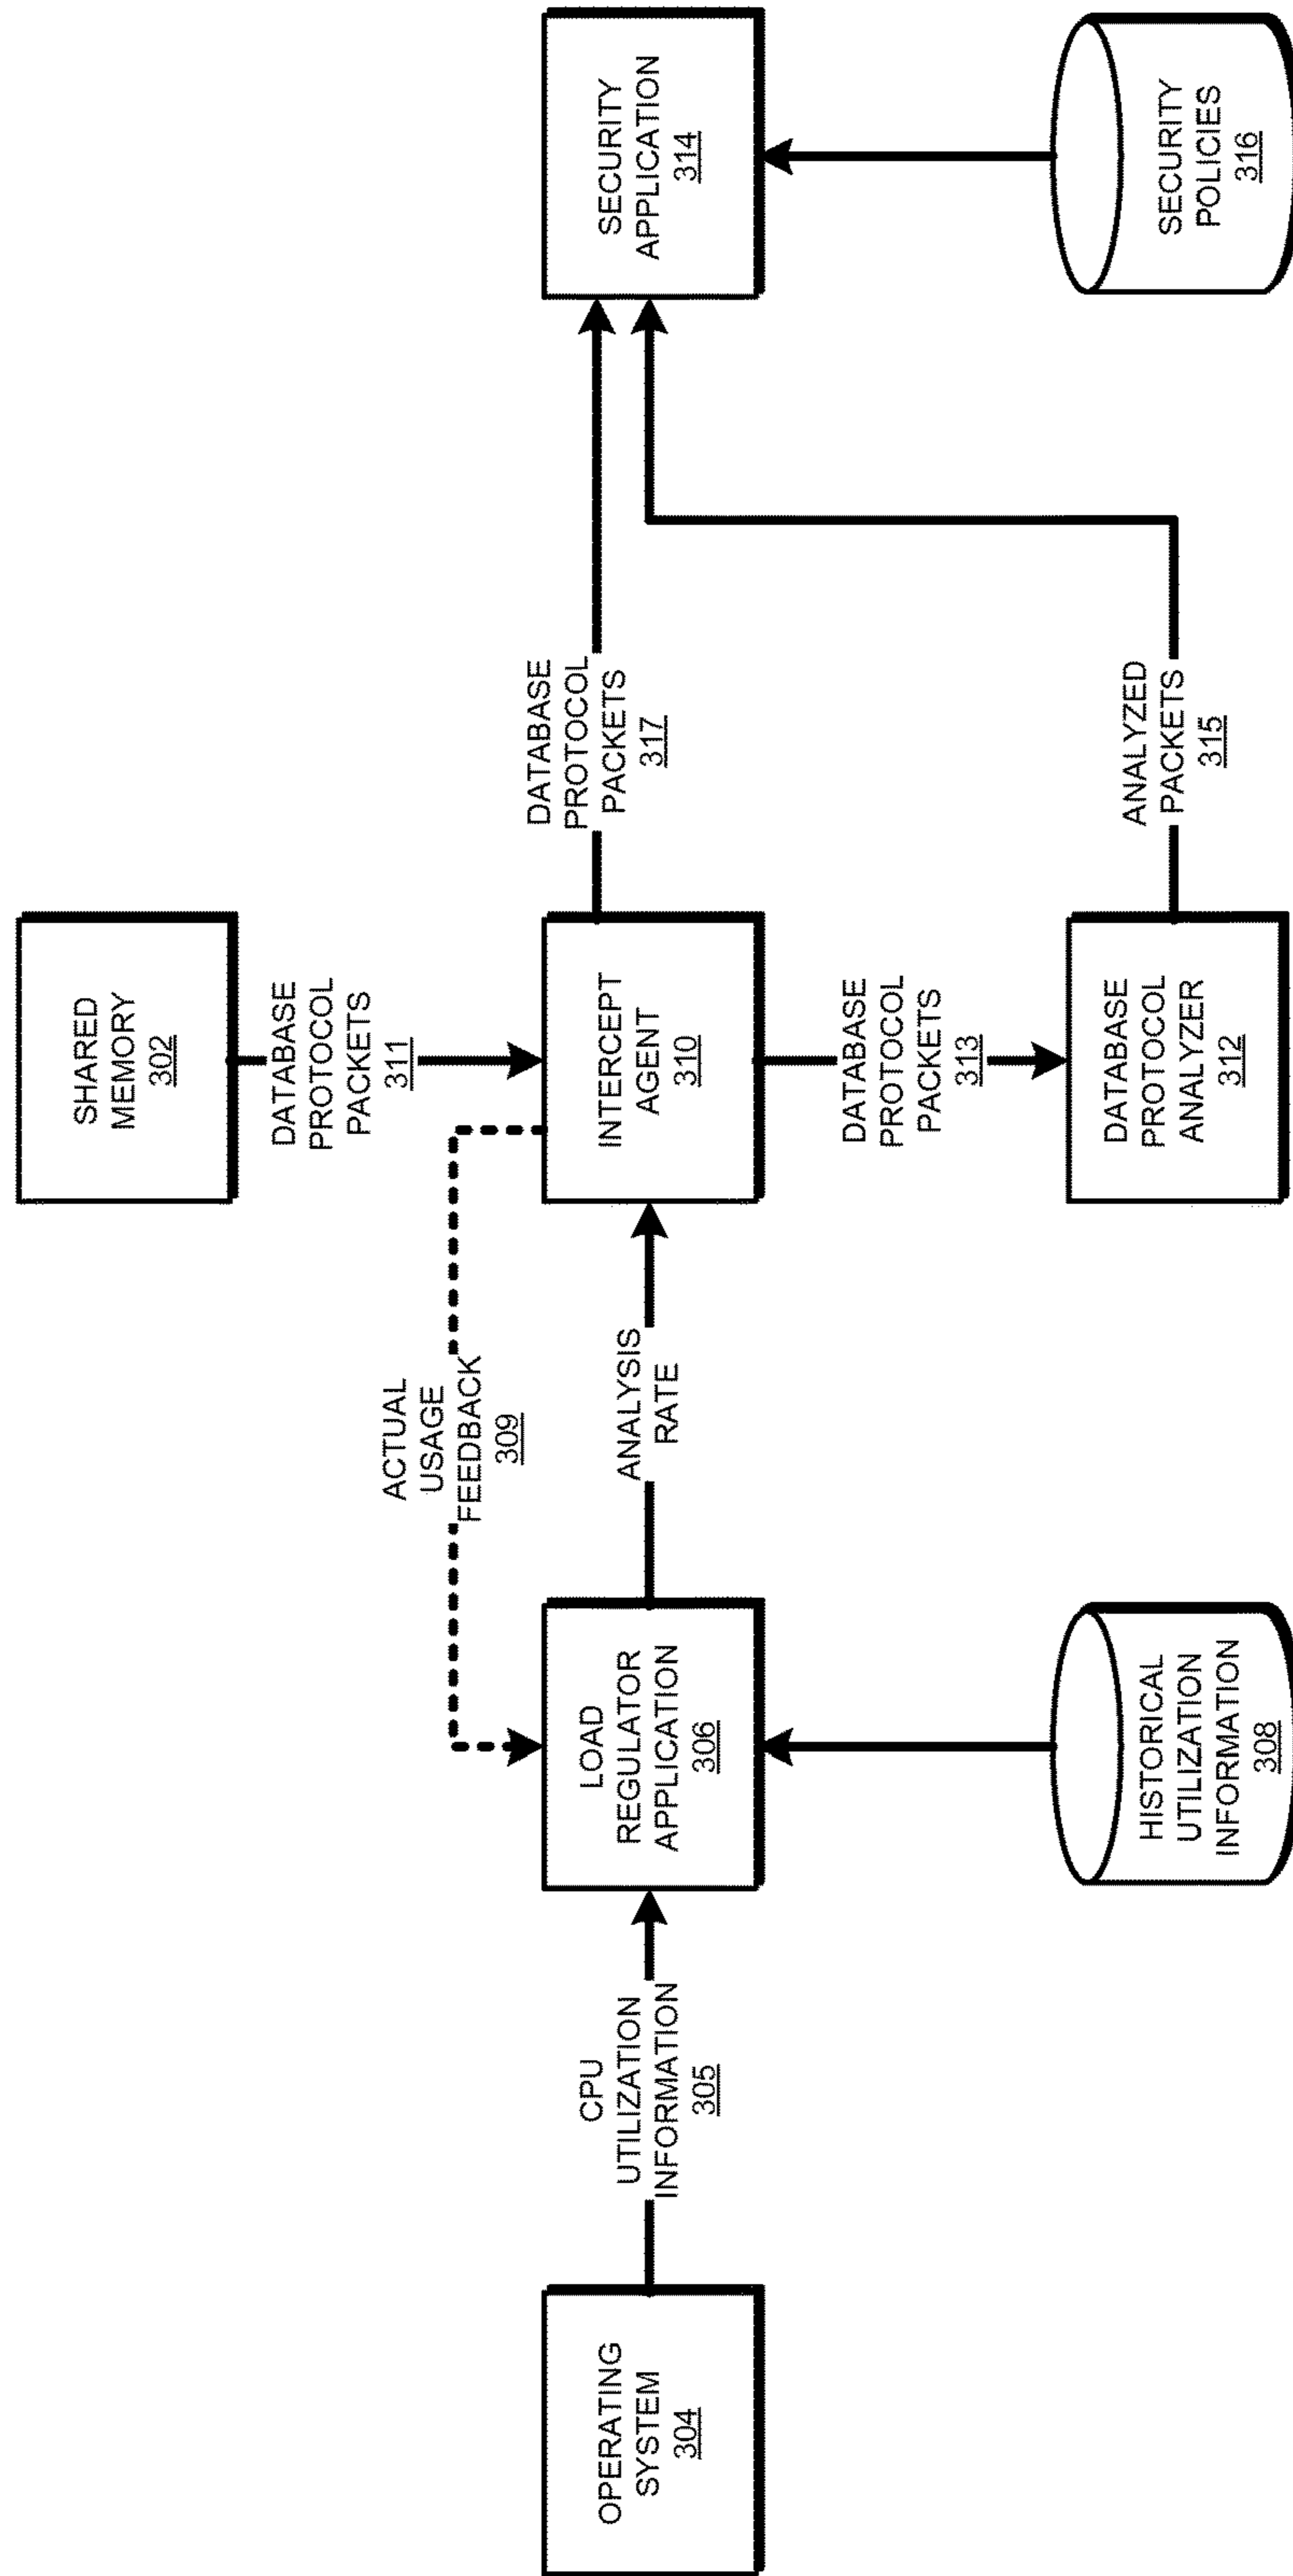 SHARED
MEMORY
302
DATABASE
PROTOCOL
PACKETS
311
ACTUAL
USAGE
FEEDBACK
309
OPERATING
SYSTEM
304
CPU
UTILIZATION
INFORMATION
305
LOAD
REGULATOR
APPLICATION
306
ANALYSIS
RATE
INTERCEPT
AGENT
310
DATABASE
PROTOCOL
PACKETS
317
SECURITY
APPLICATION
314
DATABASE
PROTOCOL
PACKETS
313
HISTORICAL
UTILIZATION
INFORMATION
308
DATABASE
PROTOCOL
ANALYZER
312
ANALYZED
PACKETS
315
SECURITY
POLICIES
316